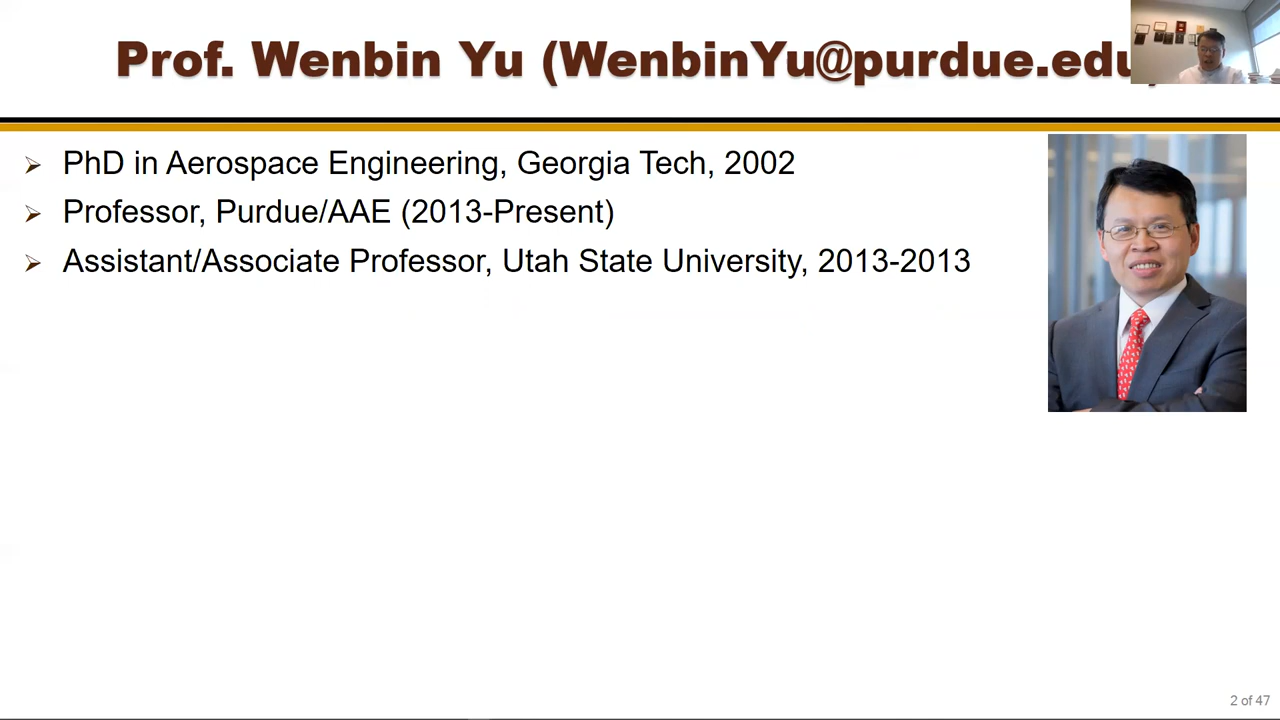 Prof. Wenbin Yu (WenbinYu@purdue.edu
PhD in Aerospace Engineering, Georgia Tech, 2002
Professor, Purdue/AAE (2013-Present)
Assistant/Associate Professor, Utah State University, 2013-2013
2 of 47